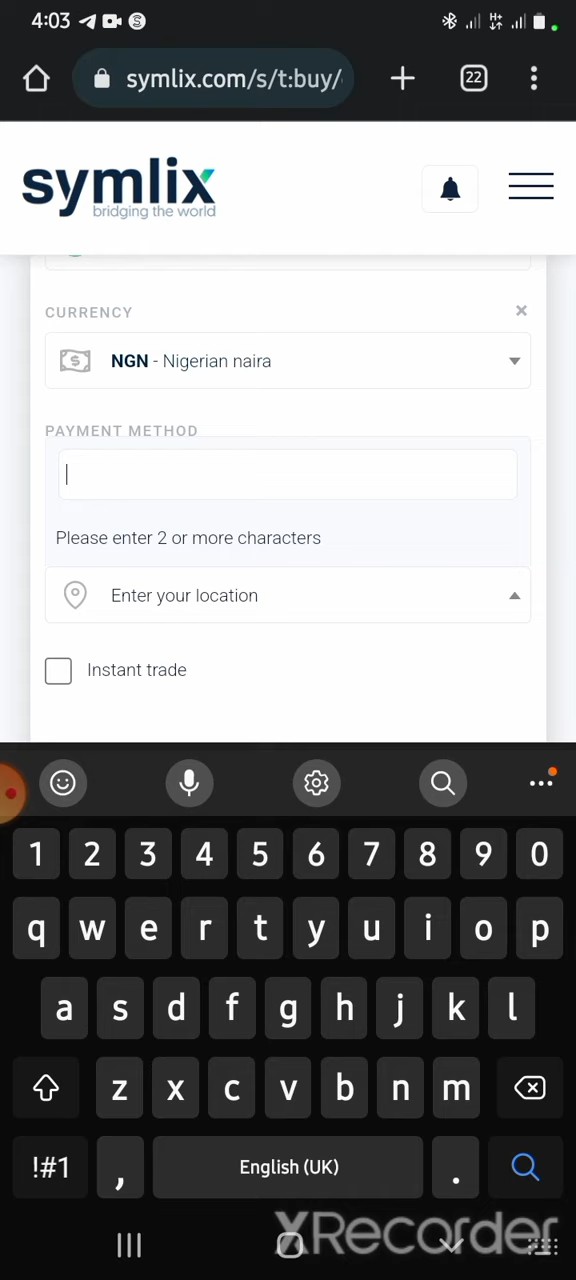 4:03
22
symlix.com/s/t:buy/
symlix
bridging the world
CURRENCY
×
NGN - Nigerian naira
PAYMENT METHOD
Please enter 2 or more characters
Enter your location
Instant trade
1 2 3 4 5 6 7 8 9 0
q w e r t y u i o p
a s d f g h j k l
z x c v b n m
!#1 , English (UK) .
XRecorder